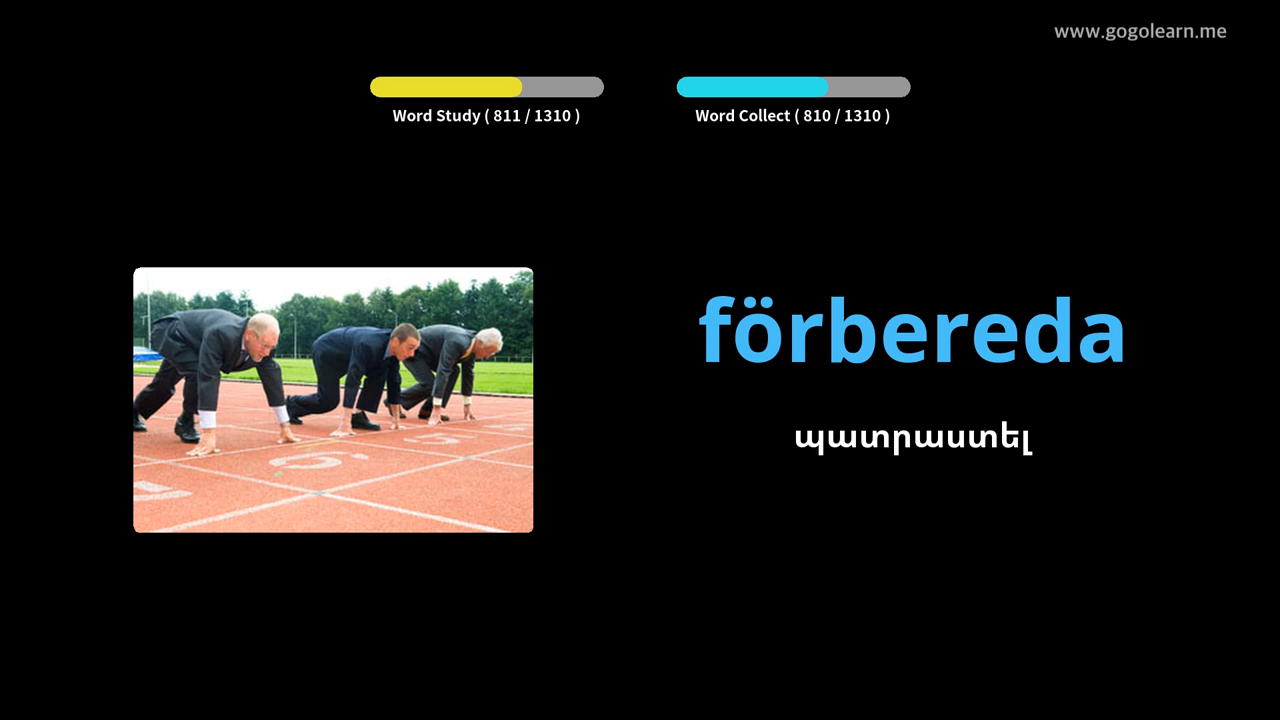 www.gogolearn.me
Word Study ( 811 / 1310 )
Word Collect ( 810 / 1310 )
förbereda
պատրաստել